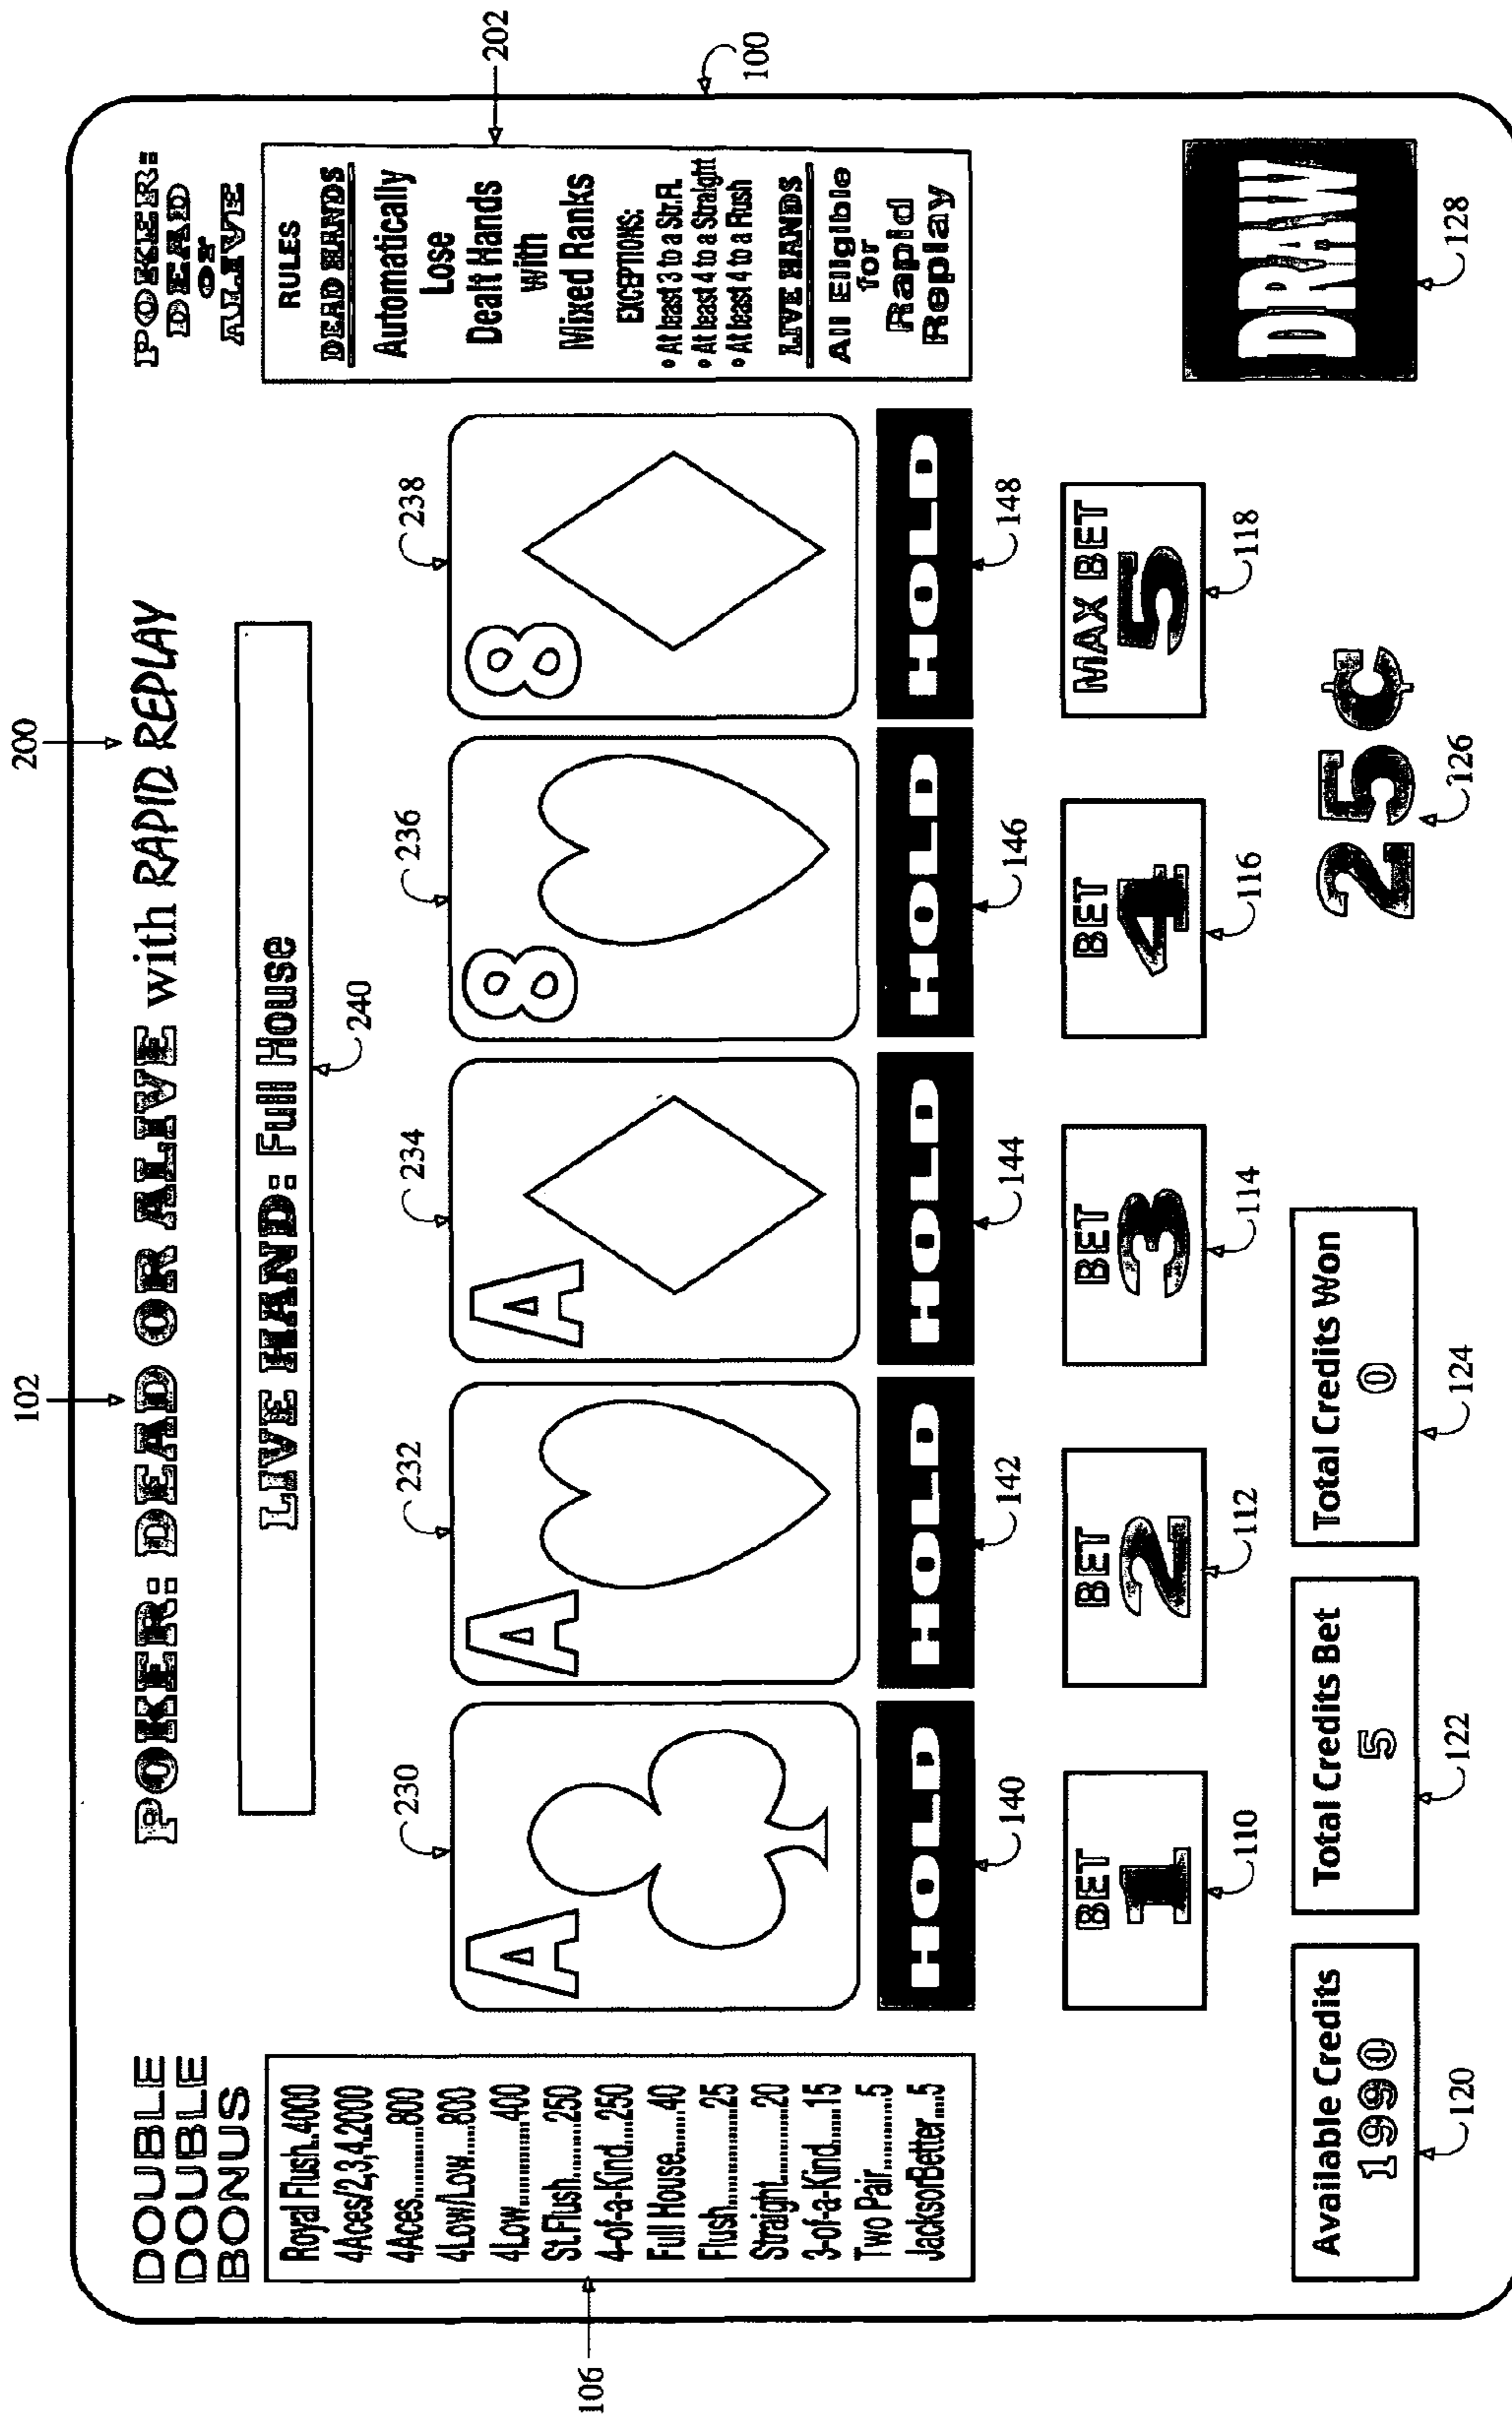 200
102
POKER: DEAD OR ALIVE with RAPID REPLAY
LIVE HAND: Full House
240
DOUBLE
DOUBLE
BONUS
Royal Flush..4000
4Aces/2,3,4.2000
4Aces..........800
4Low/Low.....800
4Low...........400
St.Flush.......250
4-of-a-Kind....250
Full House......40
Flush...............25
Straight...........20
3-of-a-Kind.....15
Two Pair..........5
JacksorBetter....5
106
230
232
234
236
238
A
A
A
8
8
HOLD
HOLD
HOLD
HOLD
HOLD
140
142
144
146
148
POKER:
DEAD
or
ALIVE
RULES
DEAD HANDS
Automatically
Lose
Dealt Hands
with
Mixed Ranks
EXCEPTIONS:
• At least 3 to a Str.Fl.
• At least 4 to a Straight
• At least 4 to a Flush
LIVE HANDS
All Eligible
for
Rapid
Replay
202
100
BET
1
BET
2
BET
3
BET
4
MAX BET
5
110
112
114
116
118
Available Credits
1990
120
Total Credits Bet
5
122
Total Credits Won
0
124
25¢
126
DRAW
128